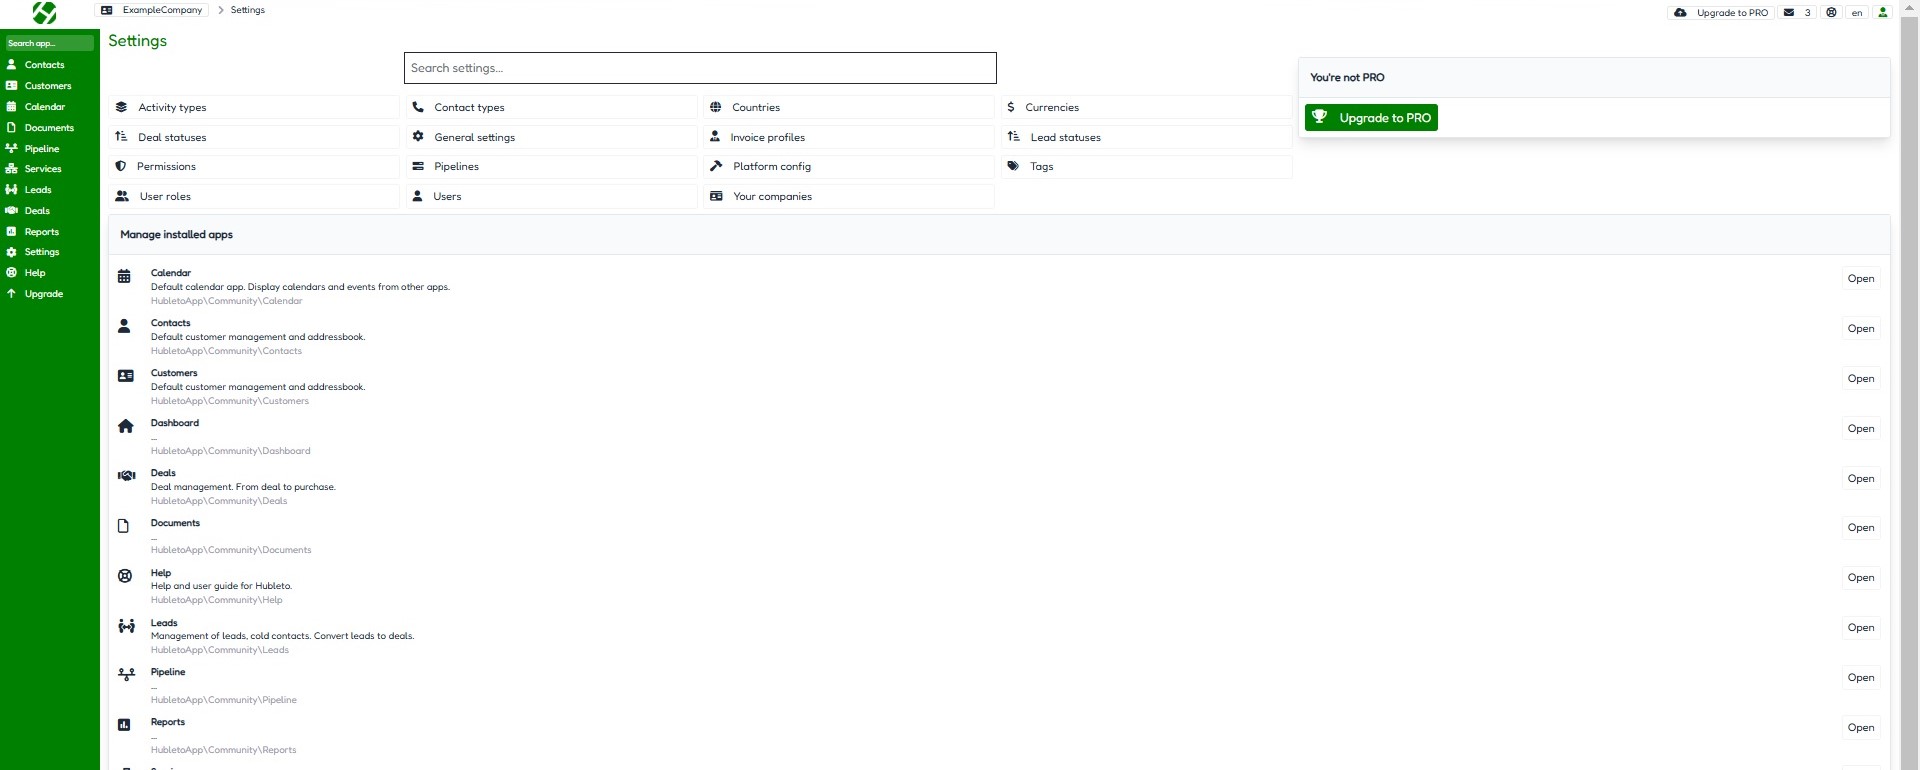 ExampleCompany > Settings
Upgrade to PRO
3
en
Search app...
Settings
Contacts
Customers
Calendar
Documents
Pipeline
Services
Leads
Deals
Reports
Settings
Help
Upgrade
Search settings...
You're not PRO
Upgrade to PRO
Activity types
Contact types
Countries
Currencies
Deal statuses
General settings
Invoice profiles
Lead statuses
Permissions
Pipelines
Platform config
Tags
User roles
Users
Your companies
Manage installed apps
Calendar
Default calendar app. Display calendars and events from other apps.
HubletoApp\Community\Calendar
Open
Contacts
Default customer management and addressbook.
HubletoApp\Community\Contacts
Open
Customers
Default customer management and addressbook.
HubletoApp\Community\Customers
Open
Dashboard
...
HubletoApp\Community\Dashboard
Open
Deals
Deal management. From deal to purchase.
HubletoApp\Community\Deals
Open
Documents
...
HubletoApp\Community\Documents
Open
Help
Help and user guide for Hubleto.
HubletoApp\Community\Help
Open
Leads
Management of leads, cold contacts. Convert leads to deals.
HubletoApp\Community\Leads
Open
Pipeline
...
HubletoApp\Community\Pipeline
Open
Reports
...
HubletoApp\Community\Reports
Open